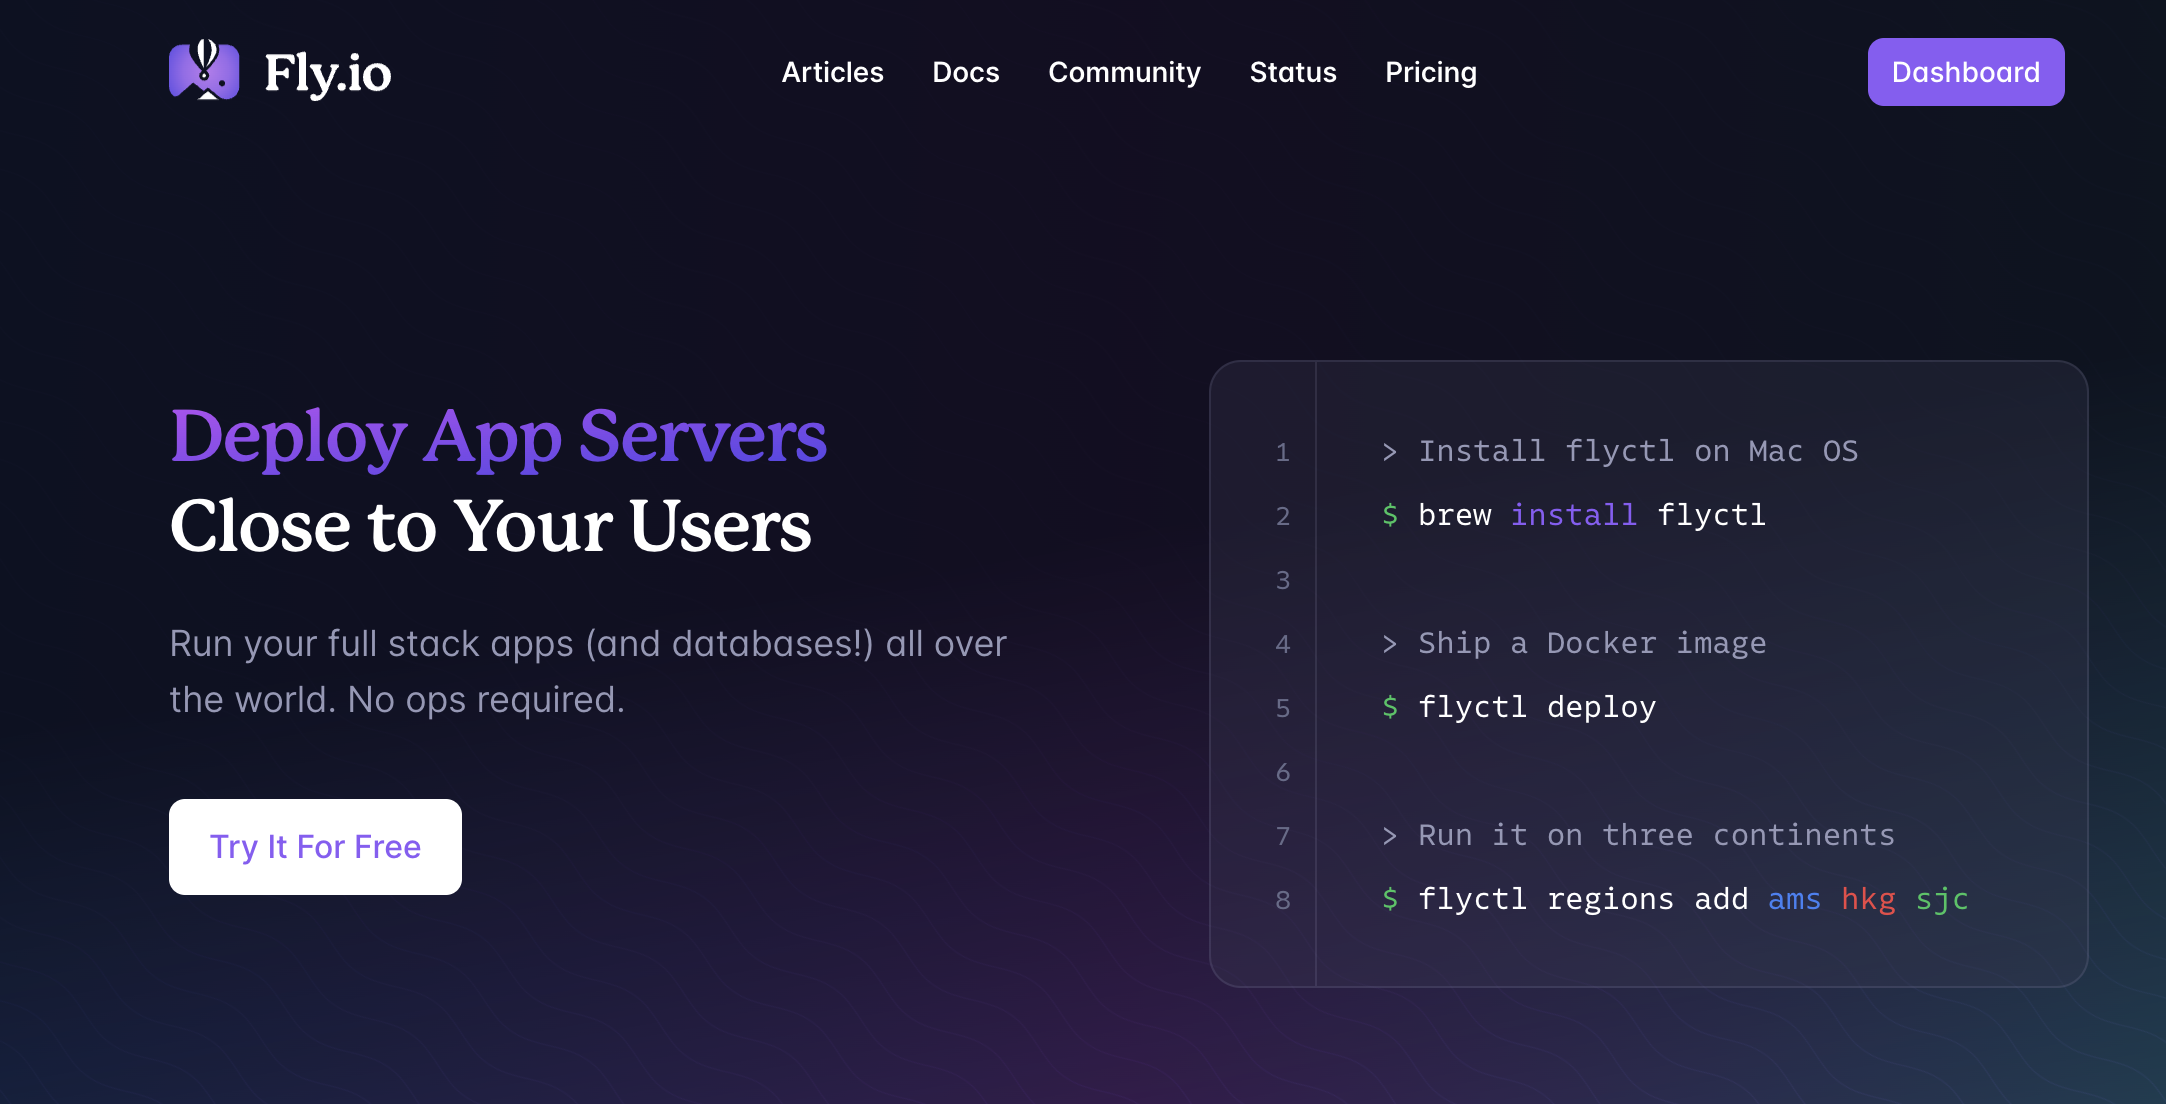 Fly.io
Articles Docs Community Status Pricing
Dashboard
Deploy App Servers
Close to Your Users
Run your full stack apps (and databases!) all over
the world. No ops required.
Try It For Free
1 > Install flyctl on Mac OS
2 $ brew install flyctl
3
4 > Ship a Docker image
5 $ flyctl deploy
6
7 > Run it on three continents
8 $ flyctl regions add ams hkg sjc